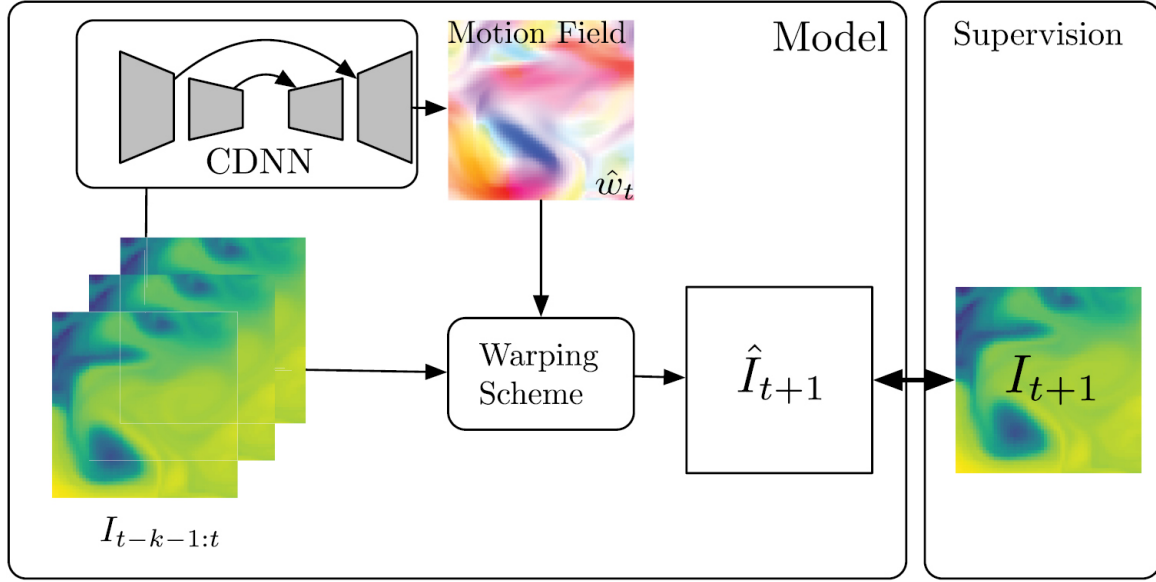 Motion Field
Model
Supervision
CDNN
ŵ_t
Warping
Scheme
Î_{t+1}
I_{t+1}
I_{t−k−1:t}